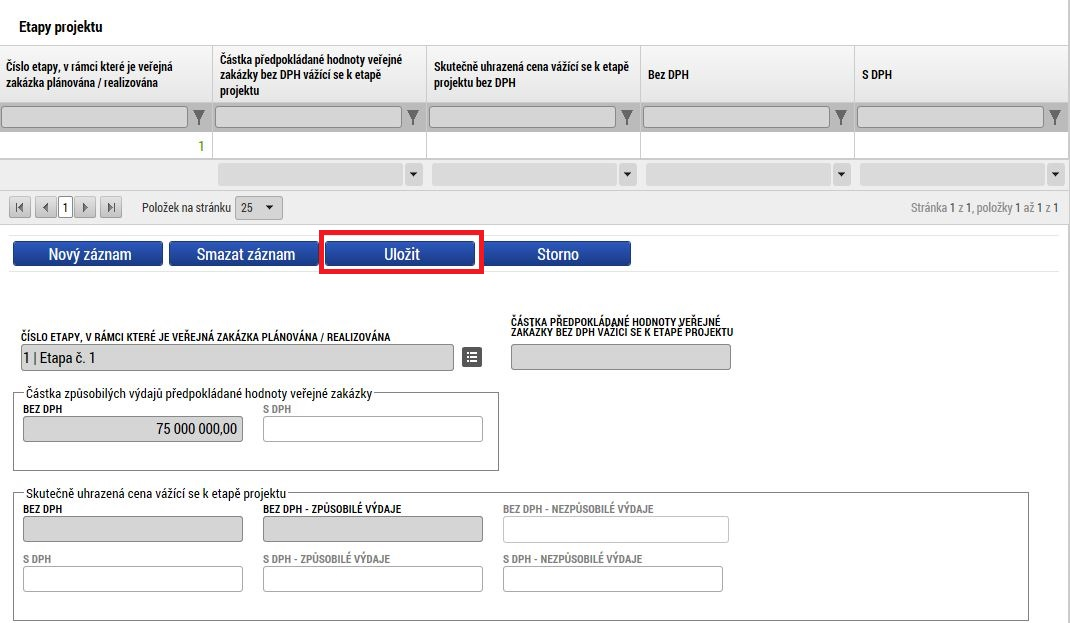 Etapy projektu
Číslo etapy, v rámci které je veřejná
zakázka plánována / realizována
Částka předpokládané hodnoty veřejné
zakázky bez DPH vážící se k etapě
projektu
Skutečně uhrazená cena vážící se k etapě
projektu bez DPH
Bez DPH
S DPH
1
1
Položek na stránku
25
Stránka 1 z 1, položky 1 až 1 z 1
Nový záznam
Smazat záznam
Uložit
Storno
ČÍSLO ETAPY, V RÁMCI KTERÉ JE VEŘEJNÁ ZAKÁZKA PLÁNOVÁNA / REALIZOVÁNA
1 | Etapa č. 1
ČÁSTKA PŘEDPOKLÁDANÉ HODNOTY VEŘEJNÉ
ZAKÁZKY BEZ DPH VÁŽÍCÍ SE K ETAPĚ PROJEKTU
Částka způsobilých výdajů předpokládané hodnoty veřejné zakázky
BEZ DPH
S DPH
75 000 000,00
Skutečně uhrazená cena vážící se k etapě projektu
BEZ DPH
BEZ DPH - ZPŮSOBILÉ VÝDAJE
BEZ DPH - NEZPŮSOBILÉ VÝDAJE
S DPH
S DPH - ZPŮSOBILÉ VÝDAJE
S DPH - NEZPŮSOBILÉ VÝDAJE